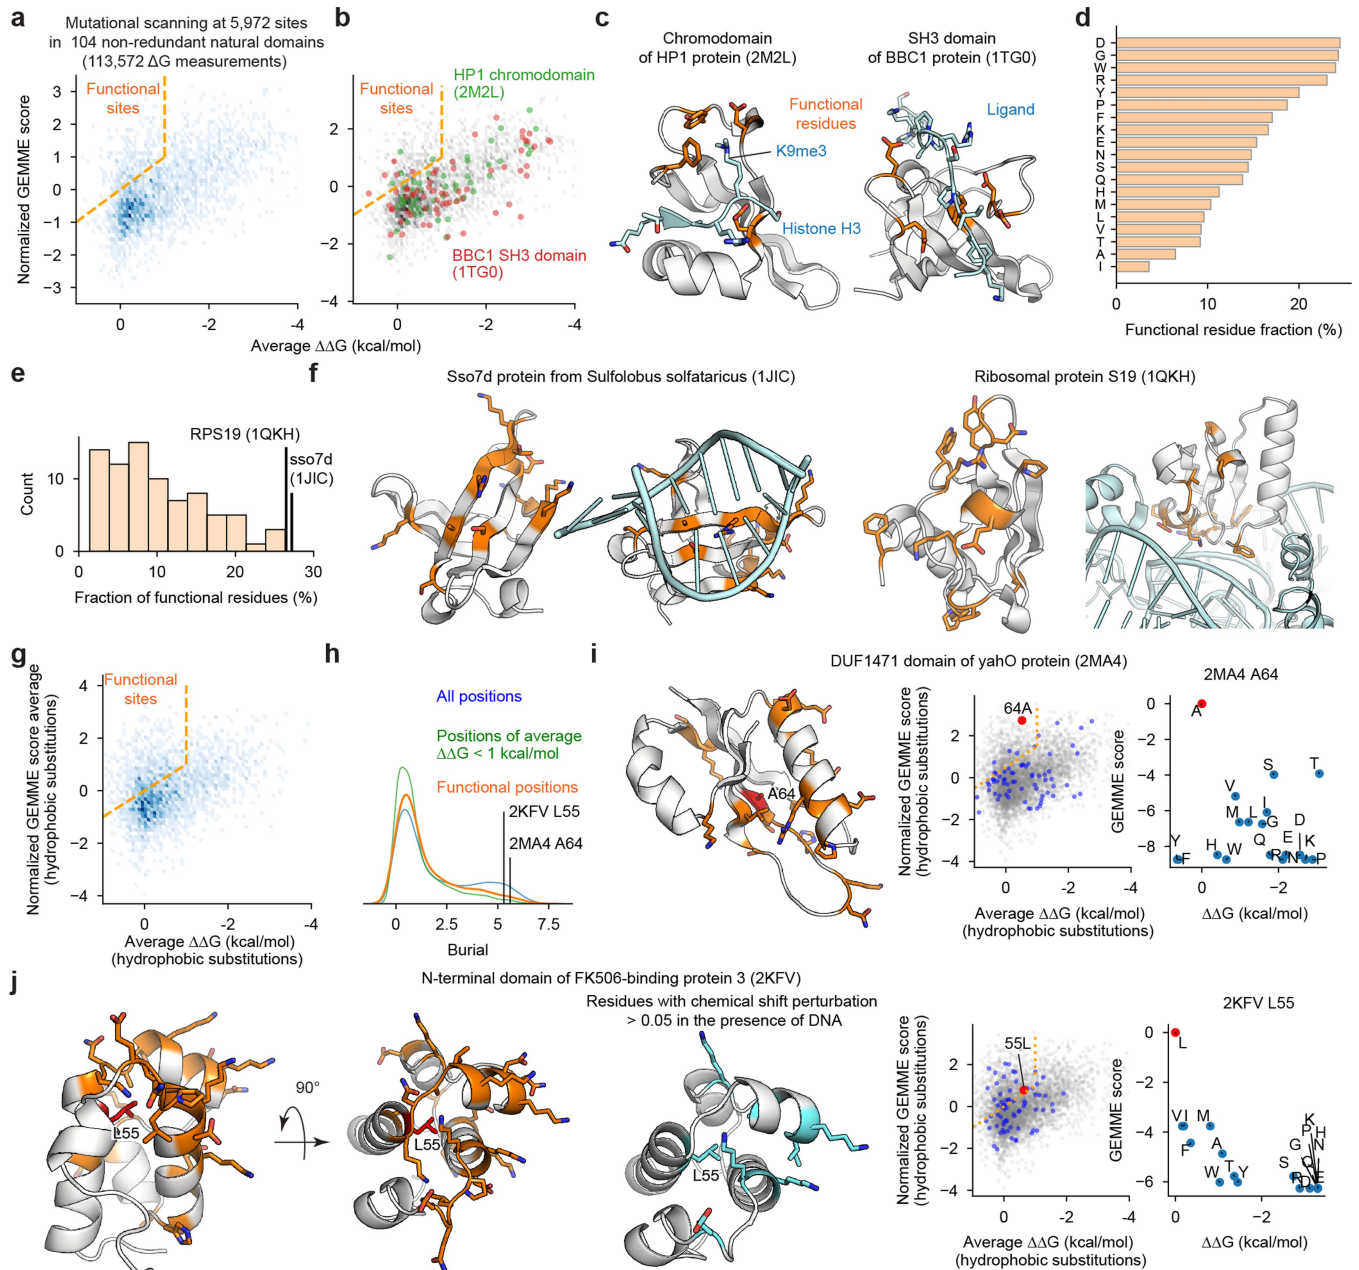 a
Mutational scanning at 5,972 sites
in 104 non-redundant natural domains
(113,572 ΔG measurements)
Functional
sites
Normalized GEMME score
3
2
1
0
−1
−2
−3
0
-2
-4
b
Functional
sites
HP1 chromodomain
(2M2L)
BBC1 SH3 domain
(1TG0)
2
0
−2
−4
0
-2
-4
Average ΔΔG (kcal/mol)
c
Chromodomain
of HP1 protein (2M2L)
SH3 domain
of BBC1 protein (1TG0)
Functional
residues
Ligand
K9me3
Histone H3
d
D
G
W
R
Y
P
F
K
E
N
S
Q
H
M
L
V
T
A
I
0
10
20
Functional residue fraction (%)
e
RPS19 (1QKH)
sso7d
(1JIC)
Count
10
0
0
10
20
30
Fraction of functional residues (%)
f
Sso7d protein from Sulfolobus solfataricus (1JIC)
Ribosomal protein S19 (1QKH)
g
Functional
sites
Normalized GEMME score average
(hydrophobic substitutions)
4
2
0
−2
−4
0
-2
-4
Average ΔΔG (kcal/mol)
(hydrophobic substitutions)
h
All positions
Positions of average
ΔΔG < 1 kcal/mol
Functional positions
2KFV L55
2MA4 A64
0
2.5
5
7.5
Burial
i
DUF1471 domain of yahO protein (2MA4)
A64
Normalized GEMME score
(hydrophobic substitutions)
64A
2
0
−2
−4
0
-2
-4
Average ΔΔG (kcal/mol)
(hydrophobic substitutions)
2MA4 A64
GEMME score
0
−2
−4
−6
−8
A
S
T
V
I
M
L
G
D
Y
F
H
W
Q
E
K
R
N
P
0
−2
ΔΔG (kcal/mol)
j
N-terminal domain of FK506-binding protein 3 (2KFV)
Residues with chemical shift perturbation
> 0.05 in the presence of DNA
L55
90°
L55
L55
Normalized GEMME score
(hydrophobic substitutions)
55L
2
0
−2
−4
0
-2
-4
Average ΔΔG (kcal/mol)
(hydrophobic substitutions)
2KFV L55
GEMME score
0
−2
−4
−6
L
VI
M
F
A
W
T
Y
K
P
H
G
N
S
Q
R
D
E
0
−2
ΔΔG (kcal/mol)